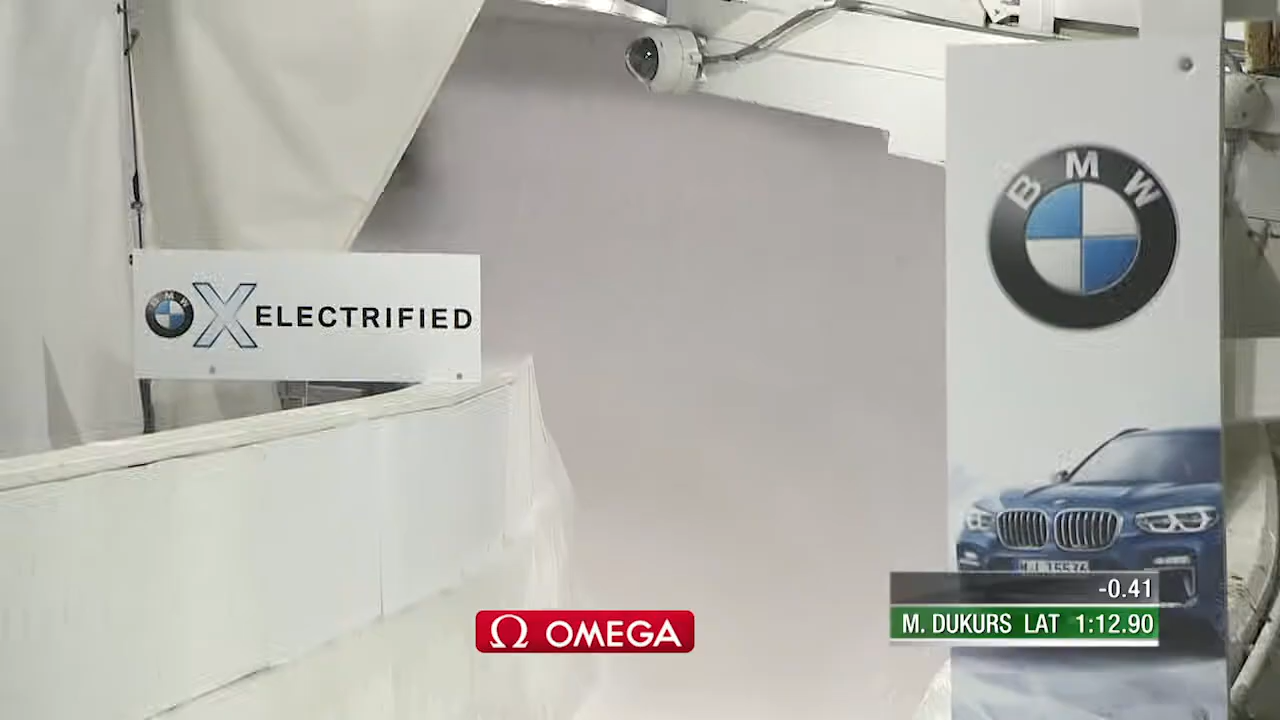 BMW
BMW X ELECTRIFIED
-0.41
M. DUKURS LAT 1:12.90
Ω OMEGA